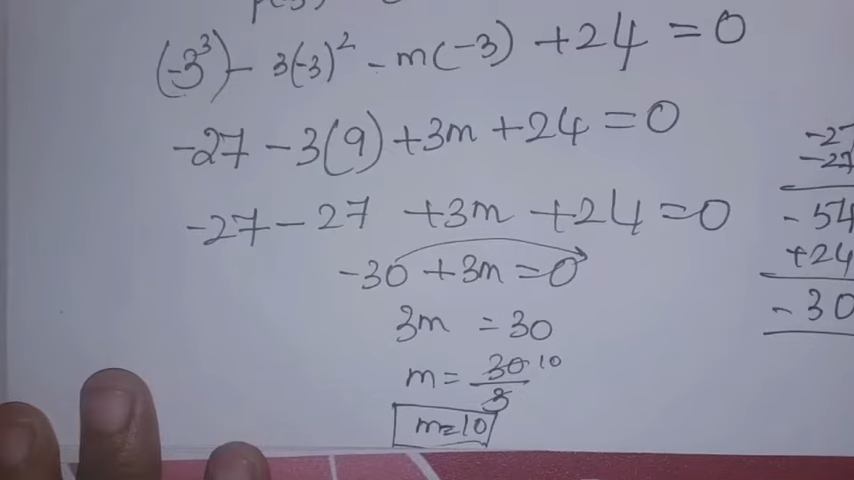 (-3³) - 3(-3)² - m(-3) + 24 = 0
-27 - 3(9) + 3m + 24 = 0
-27 - 27 + 3m + 24 = 0
-30 + 3m = 0
3m = 30
m = 30/3 10
m=10
-27
-27
-54
+24
-30